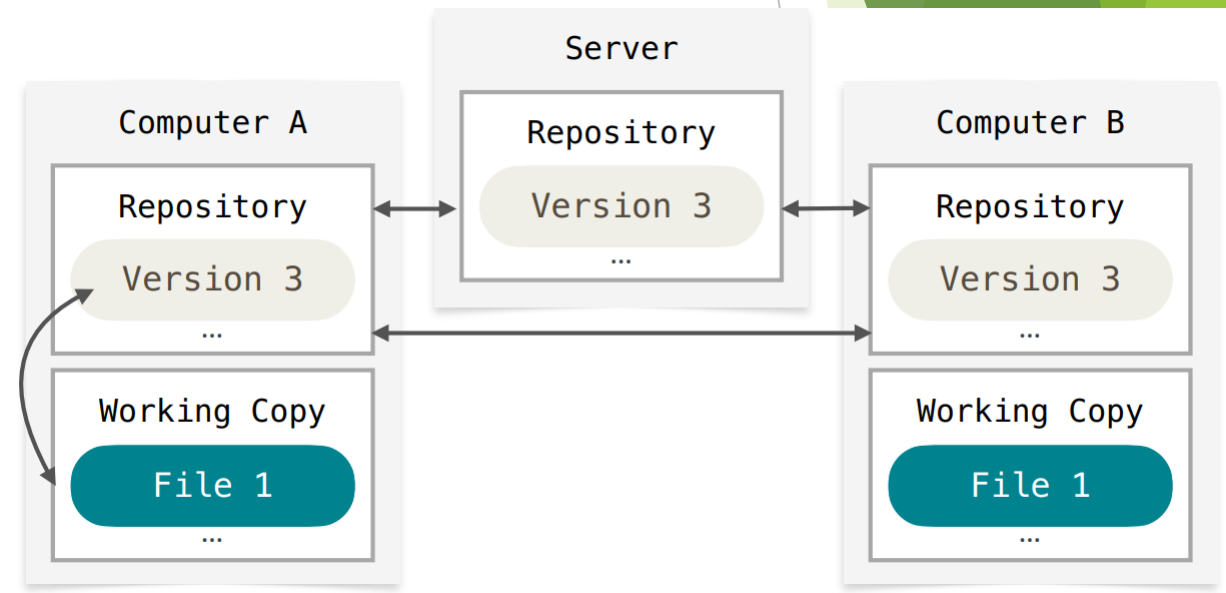 Server
Repository
Version 3
...
Computer A
Repository
Version 3
...
Working Copy
File 1
...
Computer B
Repository
Version 3
...
Working Copy
File 1
...